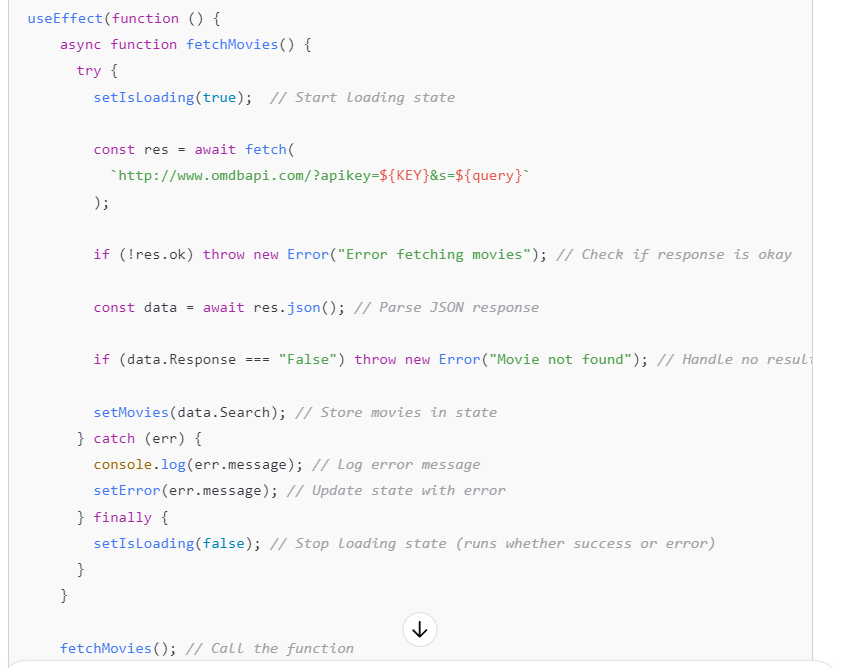 useEffect(function () {
async function fetchMovies() {
try {
setIsLoading(true);  // Start loading state
const res = await fetch(
`http://www.omdbapi.com/?apikey=${KEY}&s=${query}`
);
if (!res.ok) throw new Error("Error fetching movies"); // Check if response is okay
const data = await res.json(); // Parse JSON response
if (data.Response === "False") throw new Error("Movie not found"); // Handle no
setMovies(data.Search); // Store movies in state
} catch (err) {
console.log(err.message); // Log error message
setError(err.message); // Update state with error
} finally {
setIsLoading(false); // Stop loading state (runs whether success or error)
}
}
fetchMovies(); // Call the function